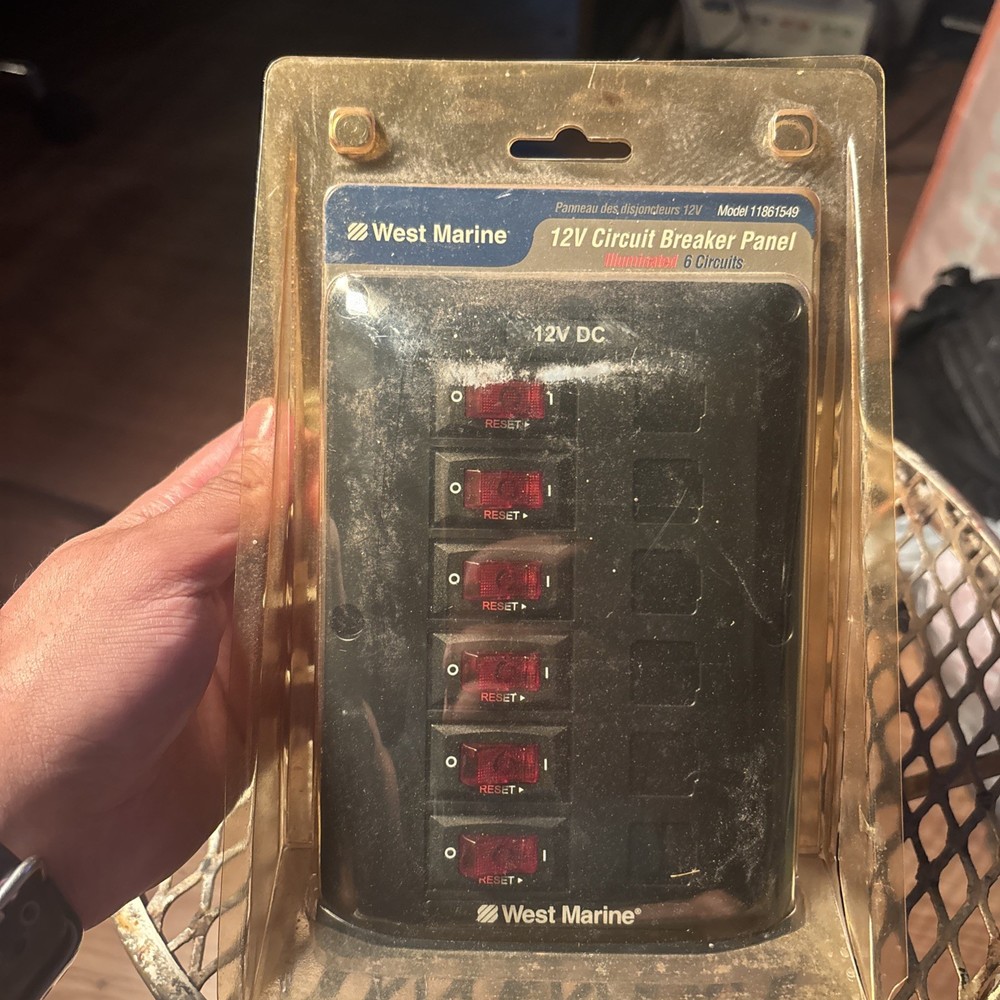 Panneau des disjoncteurs 12V Model 11861549
West Marine
12V Circuit Breaker Panel
Illuminated 6 Circuits
12V DC
O I
RESET ▸
O I
RESET ▸
O I
RESET ▸
O I
RESET ▸
O I
RESET ▸
O I
RESET ▸
West Marine®